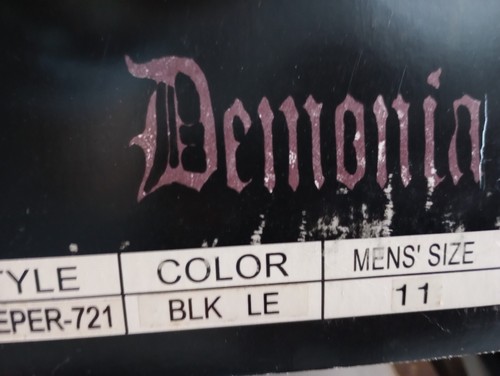 Demonia
TYLE COLOR MENS' SIZE
EPER-721 BLK LE 11